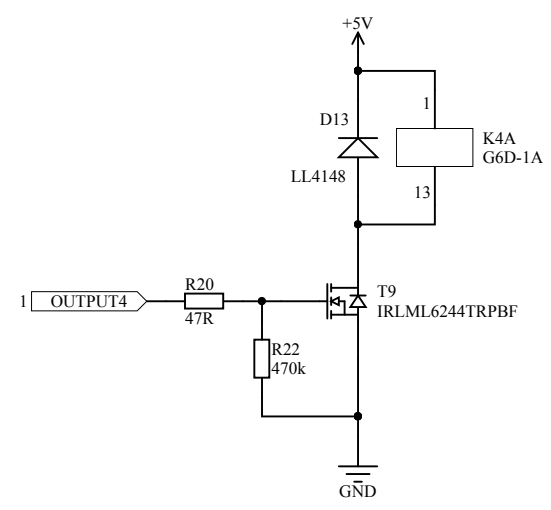 +5V
1
D13
K4A
G6D-1A
LL4148
13
R20
T9
1
OUTPUT4
47R
IRLML6244TRPBF
R22
470k
GND